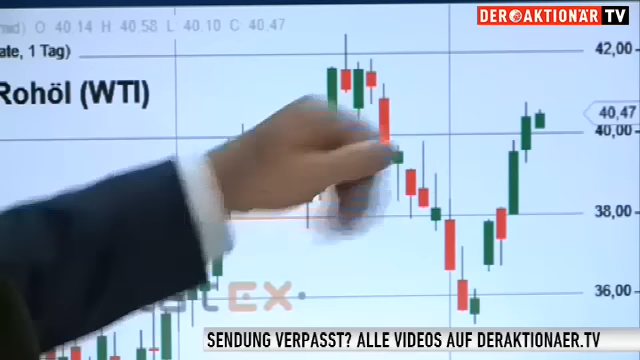 DER AKTIONÄR TV
O 40.14 H 40.58 L 40.10 C 40.47
ate, 1 Tag)
Rohöl (WTI)
42,00
40,47
40,00
38,00
36,00
EX
SENDUNG VERPASST? ALLE VIDEOS AUF DERAKTIONAER.TV